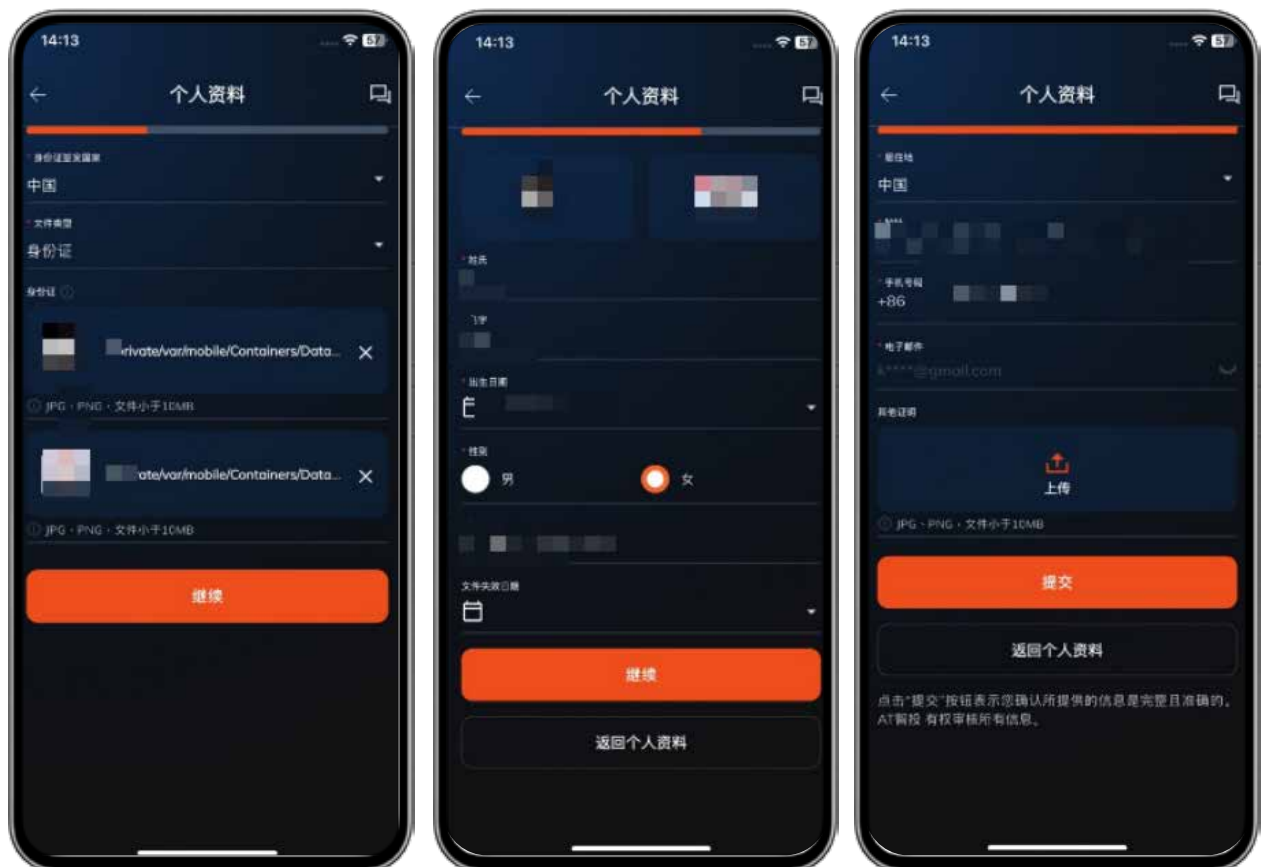 14:13
57
个人资料
* 身份证签发国家
中国
* 文件类型
身份证
身份证
rivate/var/mobile/Containers/Data...
JPG，PNG，文件小于10MB
ate/var/mobile/Containers/Data...
JPG，PNG，文件小于10MB
继续
14:13
57
个人资料
* 姓氏
* 出生日期
* 性别
男
女
文件失效日期
继续
返回个人资料
14:13
57
个人资料
* 居住地
中国
* 手机号码
+86
* 电子邮件
k****@gmail.com
其他证明
上传
JPG，PNG，文件小于10MB
提交
返回个人资料
点击"提交"按钮表示您确认所提供的信息是完整且准确的。
AT智投 有权审核所有信息。